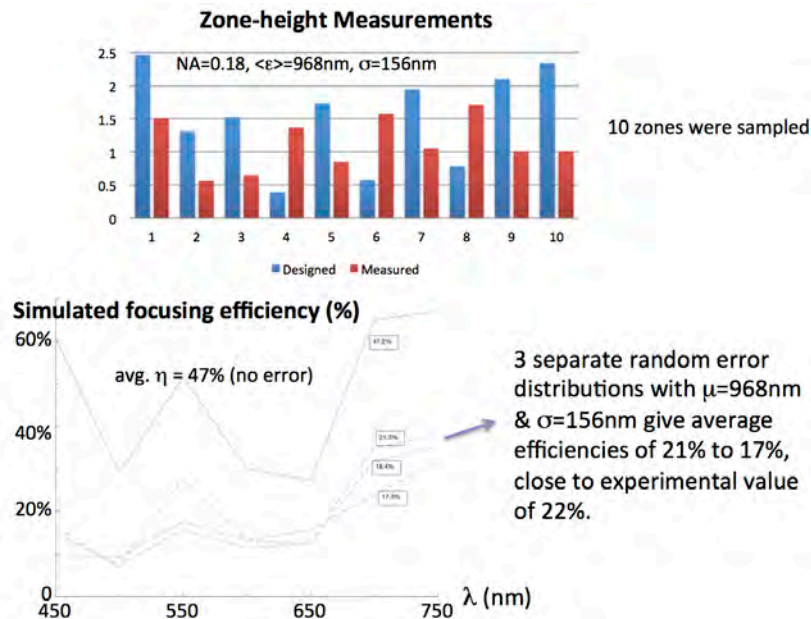 Zone-height Measurements
2.5
2
1.5
1
0.5
0
NA=0.18, <ε>=968nm, σ=156nm
1 2 3 4 5 6 7 8 9 10
Designed Measured
10 zones were sampled
Simulated focusing efficiency (%)
60%
40%
20%
0
avg. η = 47% (no error)
47.0%
21.3%
18.4%
450 550 650 750
λ (nm)
3 separate random error
distributions with μ=968nm
& σ=156nm give average
efficiencies of 21% to 17%,
close to experimental value
of 22%.